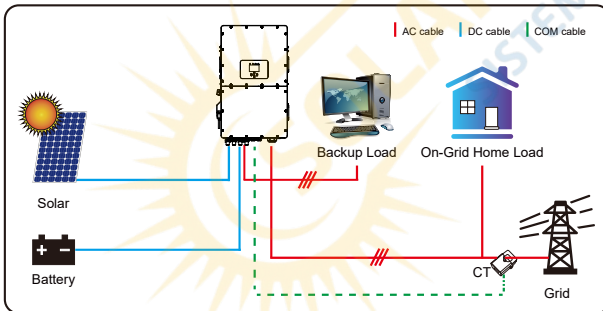 AC cable
DC cable
COM cable
Backup Load
On-Grid Home Load
Solar
Battery
CT
Grid